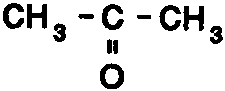 CH₃ - C - CH₃
=
O